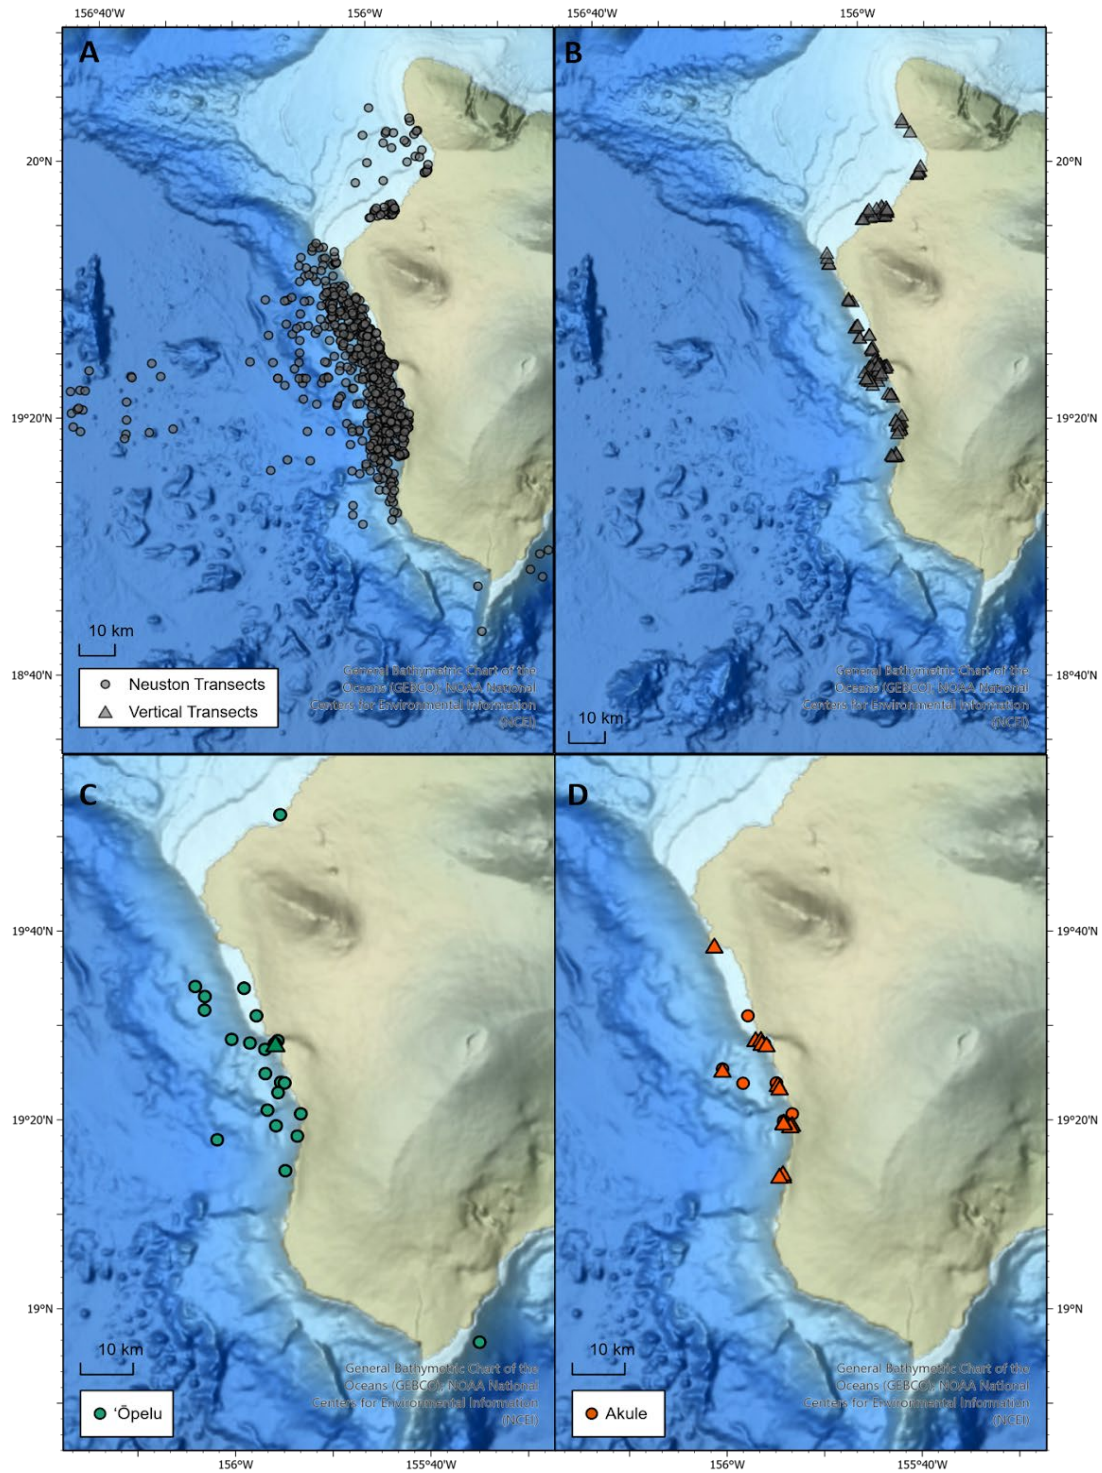 156°40'W 156°W 156°40'W 156°W
A
B
20°N
20°N
19°20'N
19°20'N
10 km
18°40'N
18°40'N
General Bathymetric Chart of the
Oceans (GEBCO); NOAA National
Centers for Environmental Information
(NCEI)
General Bathymetric Chart of the
Oceans (GEBCO); NOAA National
Centers for Environmental Information
(NCEI)
Neuston Transects
Vertical Transects
10 km
C
D
19°40'N
19°40'N
19°20'N
19°20'N
19°N
19°N
10 km
10 km
General Bathymetric Chart of the
Oceans (GEBCO); NOAA National
Centers for Environmental Information
(NCEI)
General Bathymetric Chart of the
Oceans (GEBCO); NOAA National
Centers for Environmental Information
(NCEI)
ʻŌpelu
Akule
156°W 155°40'W 156°W 155°40'W